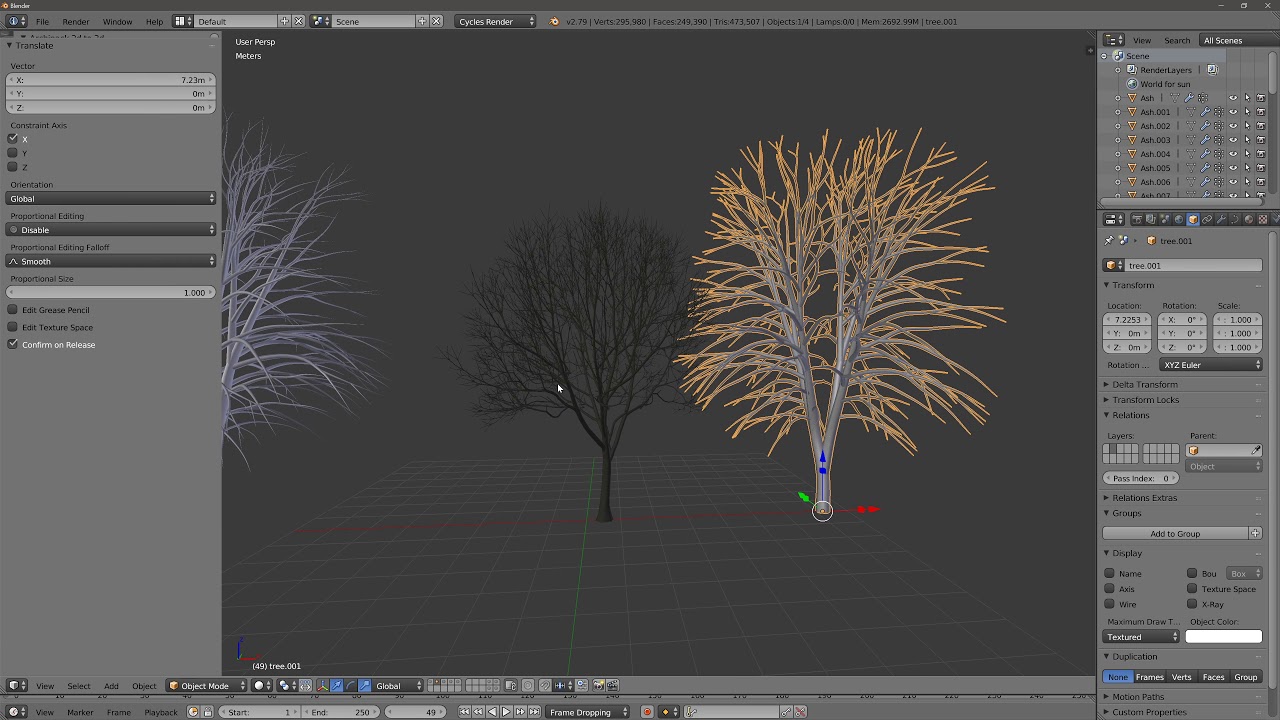 Blender
File Render Window Help Default Scene Cycles Render v2.79 | Verts:295,980 | Faces:249,390 | Tris:473,507 | Objects:1/4 | Lamps:0/0 | Mem:2692.99M | tree.001
Translate
Vector
X: 7.23m
Y: 0m
Z: 0m
Constraint Axis
X
Y
Z
Orientation
Global
Proportional Editing
Disable
Proportional Editing Falloff
Smooth
Proportional Size
1.000
Edit Grease Pencil
Edit Texture Space
Confirm on Release
User Persp
Meters
(49) tree.001
View Select Add Object Object Mode Global
View Marker Frame Playback Start: 1 End: 250 49 Frame Dropping
View Search All Scenes
Scene
RenderLayers
World for sun
Ash
Ash.001
Ash.002
Ash.003
Ash.004
Ash.005
Ash.006
Ash.007
tree.001
tree.001
Transform
Location: Rotation: Scale:
7.2253 X: 0° : 1.000
Y: 0m Y: 0° : 1.000
Z: 0m Z: 0° : 1.000
Rotation ... XYZ Euler
Delta Transform
Transform Locks
Relations
Layers: Parent:
Object
Pass Index: 0
Relations Extras
Groups
Add to Group
Display
Name Bou Box
Axis Texture Space
Wire X-Ray
Maximum Draw T... Object Color:
Textured
Duplication
None Frames Verts Faces Group
Motion Paths
Custom Properties